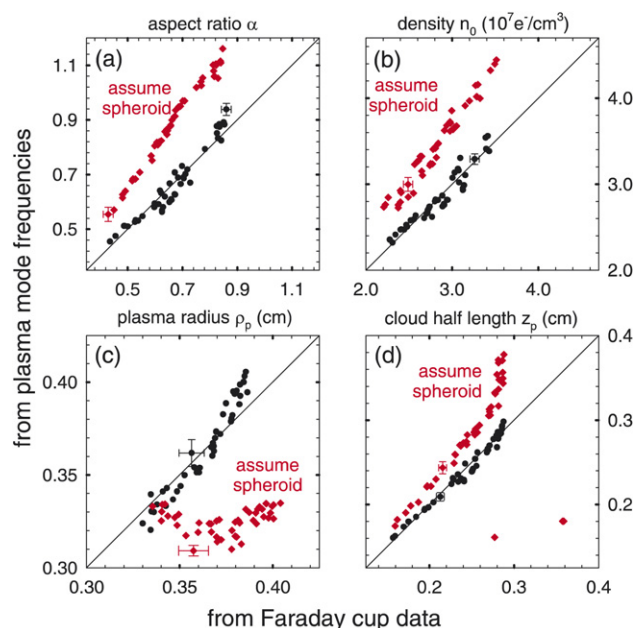 aspect ratio α
density n₀ (10⁷e⁻/cm³)
(a)
assume
spheroid
1.1
0.9
0.7
0.5
0.5 0.7 0.9 1.1
(b)
assume
spheroid
4.0
3.0
2.0
2.0 3.0 4.0
from plasma mode frequencies
plasma radius ρₚ (cm)
cloud half length zₚ (cm)
(c)
assume
spheroid
0.40
0.35
0.30
0.30 0.35 0.40
(d)
assume
spheroid
0.4
0.3
0.2
0.2 0.3 0.4
from Faraday cup data